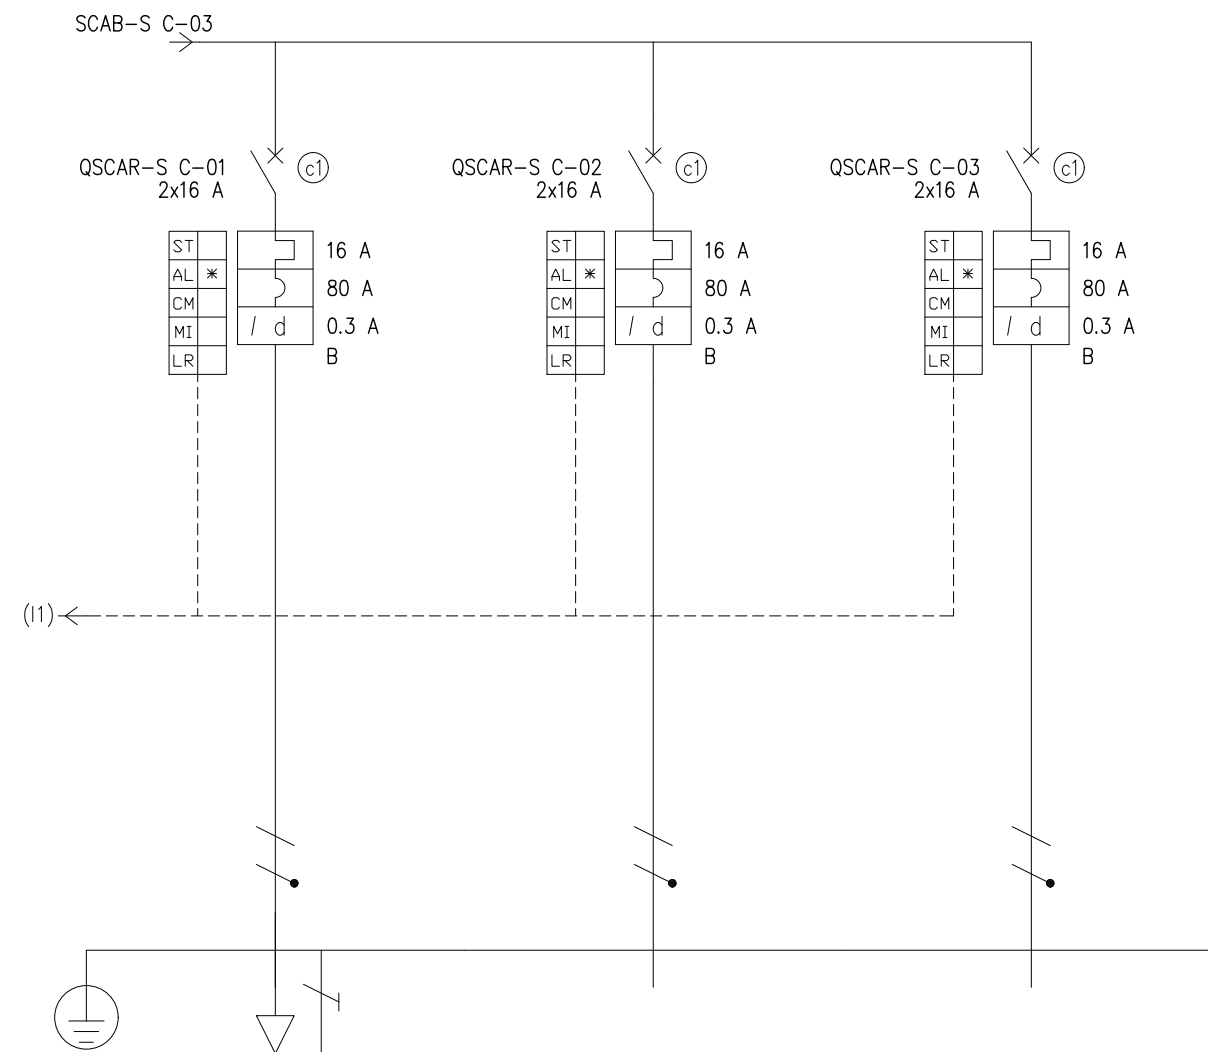 SCAB-S C-03
QSCAR-S C-01
2x16 A
c1
ST
AL *
CM
MI
LR
16 A
80 A
/ d
0.3 A
B
QSCAR-S C-02
2x16 A
c1
ST
AL *
CM
MI
LR
16 A
80 A
/ d
0.3 A
B
QSCAR-S C-03
2x16 A
c1
ST
AL *
CM
MI
LR
16 A
80 A
/ d
0.3 A
B
(I1)